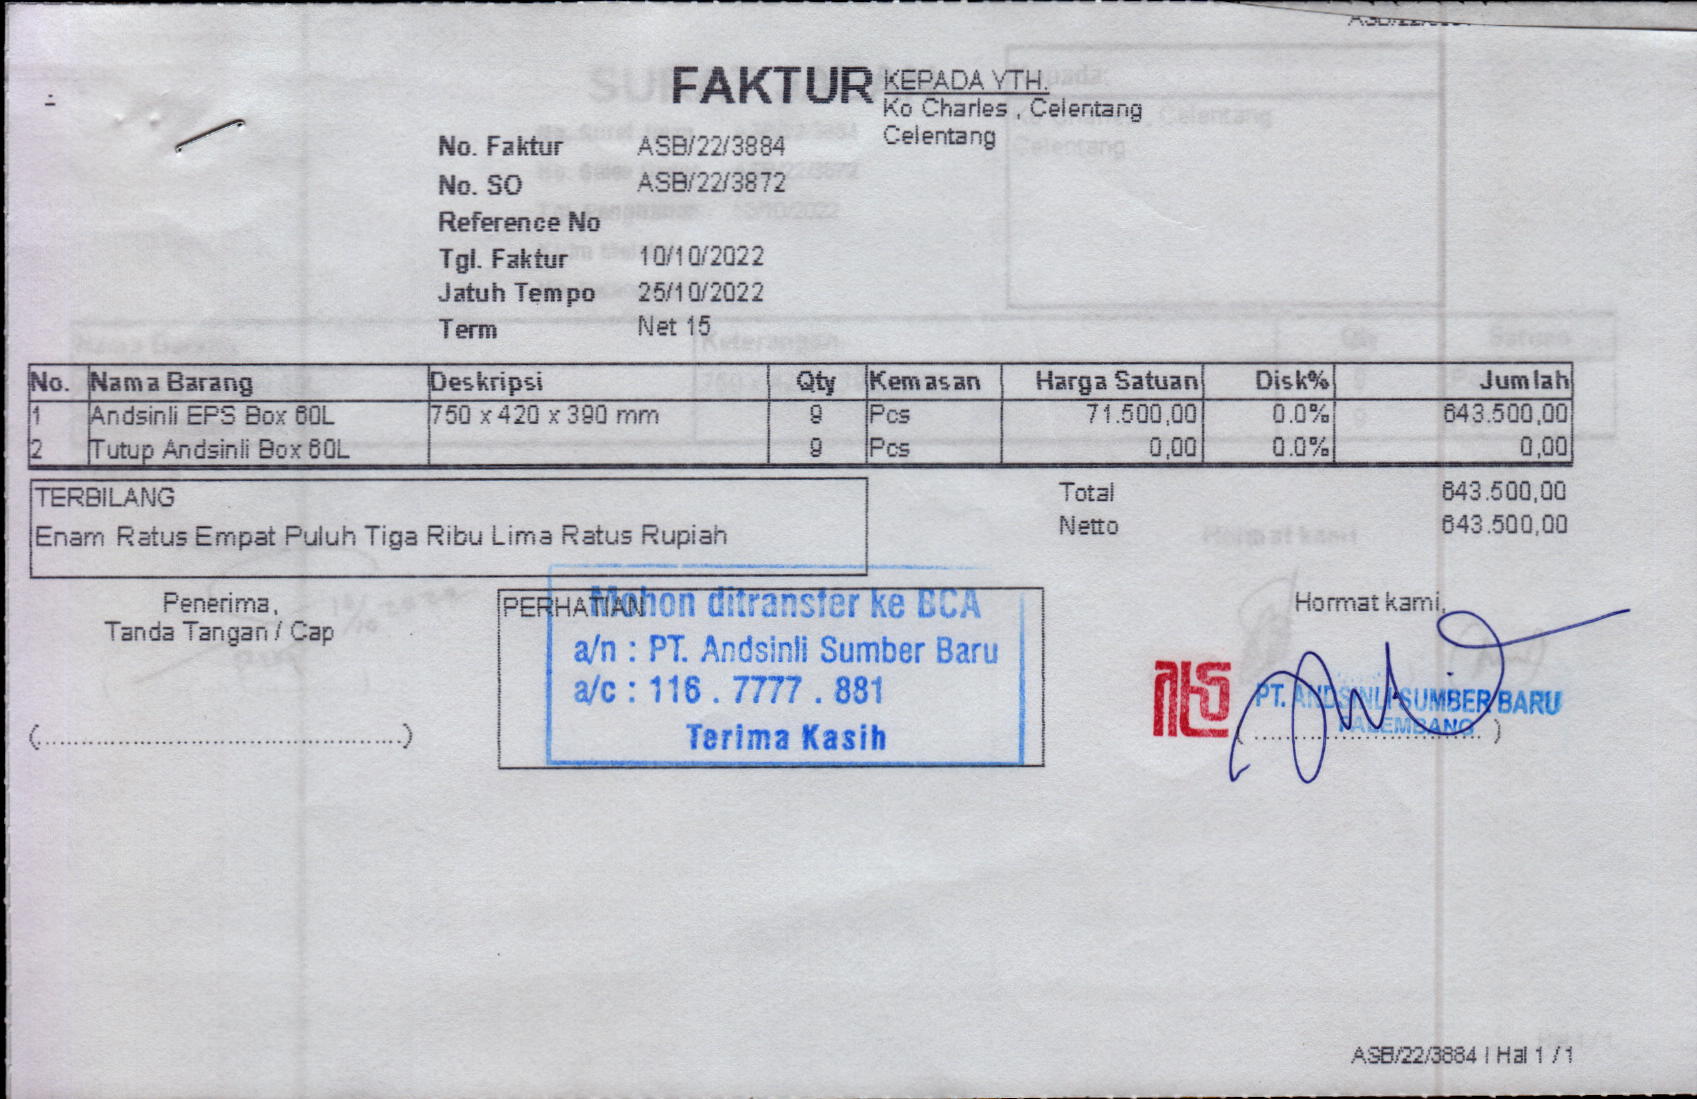 FAKTUR
KEPADA YTH.
Ko Charles , Celentang
Celentang
No. Faktur ASB/22/3884
No. SO ASB/22/3872
Reference No
Tgl. Faktur 10/10/2022
Jatuh Tempo 25/10/2022
Term Net 15
No. Nama Barang Deskripsi Qty Kemasan Harga Satuan Disk% Jumlah
1 Andsinli EPS Box 60L 750 x 420 x 390 mm 9 Pcs 71.500,00 0.0% 643.500,00
2 Tutup Andsinli Box 60L 9 Pcs 0,00 0.0% 0,00
TERBILANG
Enam Ratus Empat Puluh Tiga Ribu Lima Ratus Rupiah
Total 643.500,00
Netto 643.500,00
Penerima,
Tanda Tangan / Cap
(................................................)
PERHATIAN
Mohon ditransfer ke BCA
a/n : PT. Andsinli Sumber Baru
a/c : 116 . 7777 . 881
Terima Kasih
Hormat kami,
PT. ANDSINLI SUMBER BARU
PALEMBANG
ASB/22/3884 | Hal 1 / 1